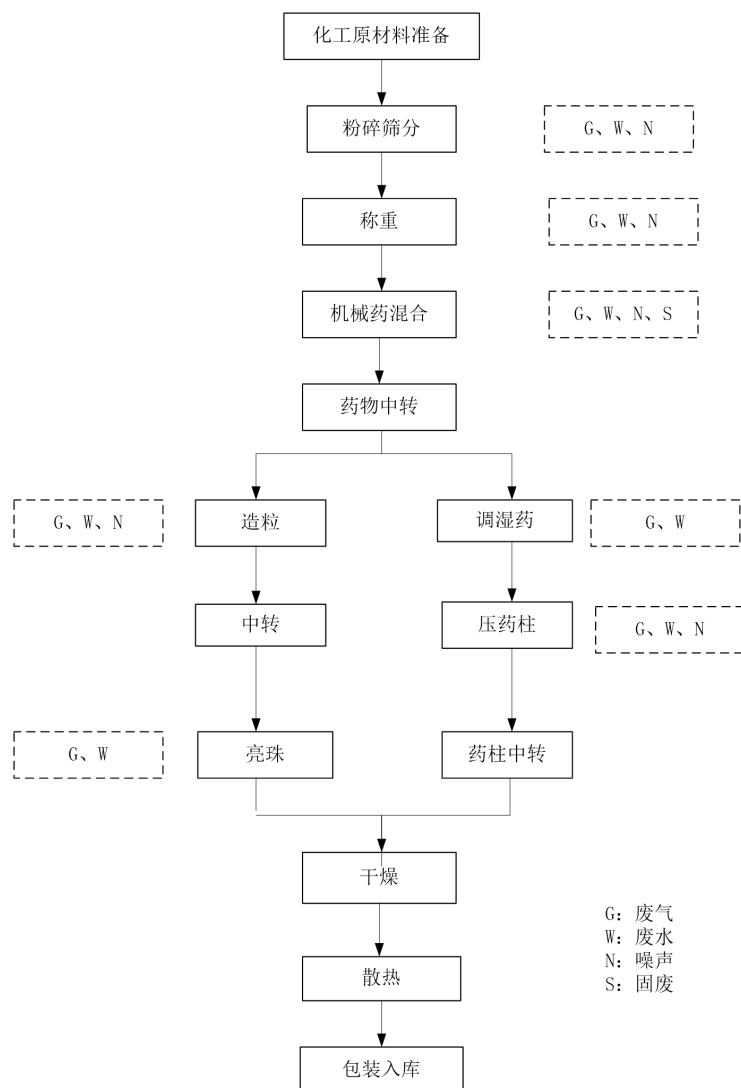 化工原材料准备
粉碎筛分
G、W、N
称重
G、W、N
机械药混合
G、W、N、S
药物中转
G、W、N
造粒
调湿药
G、W
中转
压药柱
G、W、N
G、W
亮珠
药柱中转
干燥
G: 废气
W: 废水
N: 噪声
S: 固废
散热
包装入库